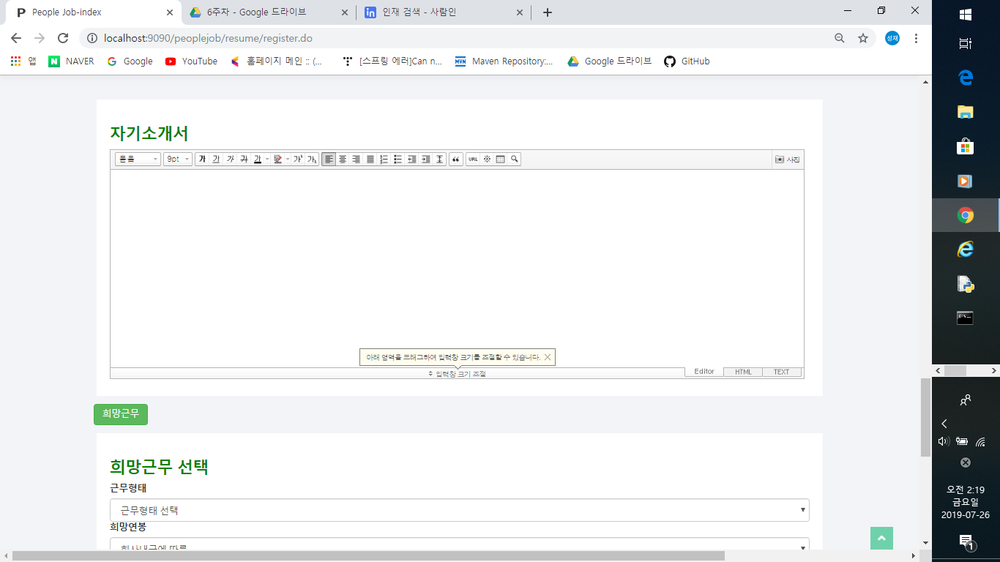 People Job-index
6주차 - Google 드라이브
인재 검색 - 사람인
localhost:9090/peoplejob/resume/register.do
성재
앱
NAVER
Google
YouTube
홈페이지 메인 :: (...
[스프링 에러]Can n...
Maven Repository:...
Google 드라이브
GitHub
자기소개서
돋움
9pt
가 가 가 가 가 가 가
URL
사진
아래 영역을 드래그하여 입력창 크기를 조절할 수 있습니다.
입력창 크기 조절
Editor
HTML
TEXT
희망근무
희망근무 선택
근무형태
근무형태 선택
희망연봉
회사내규에 따름
오전 2:19
금요일
2019-07-26
1